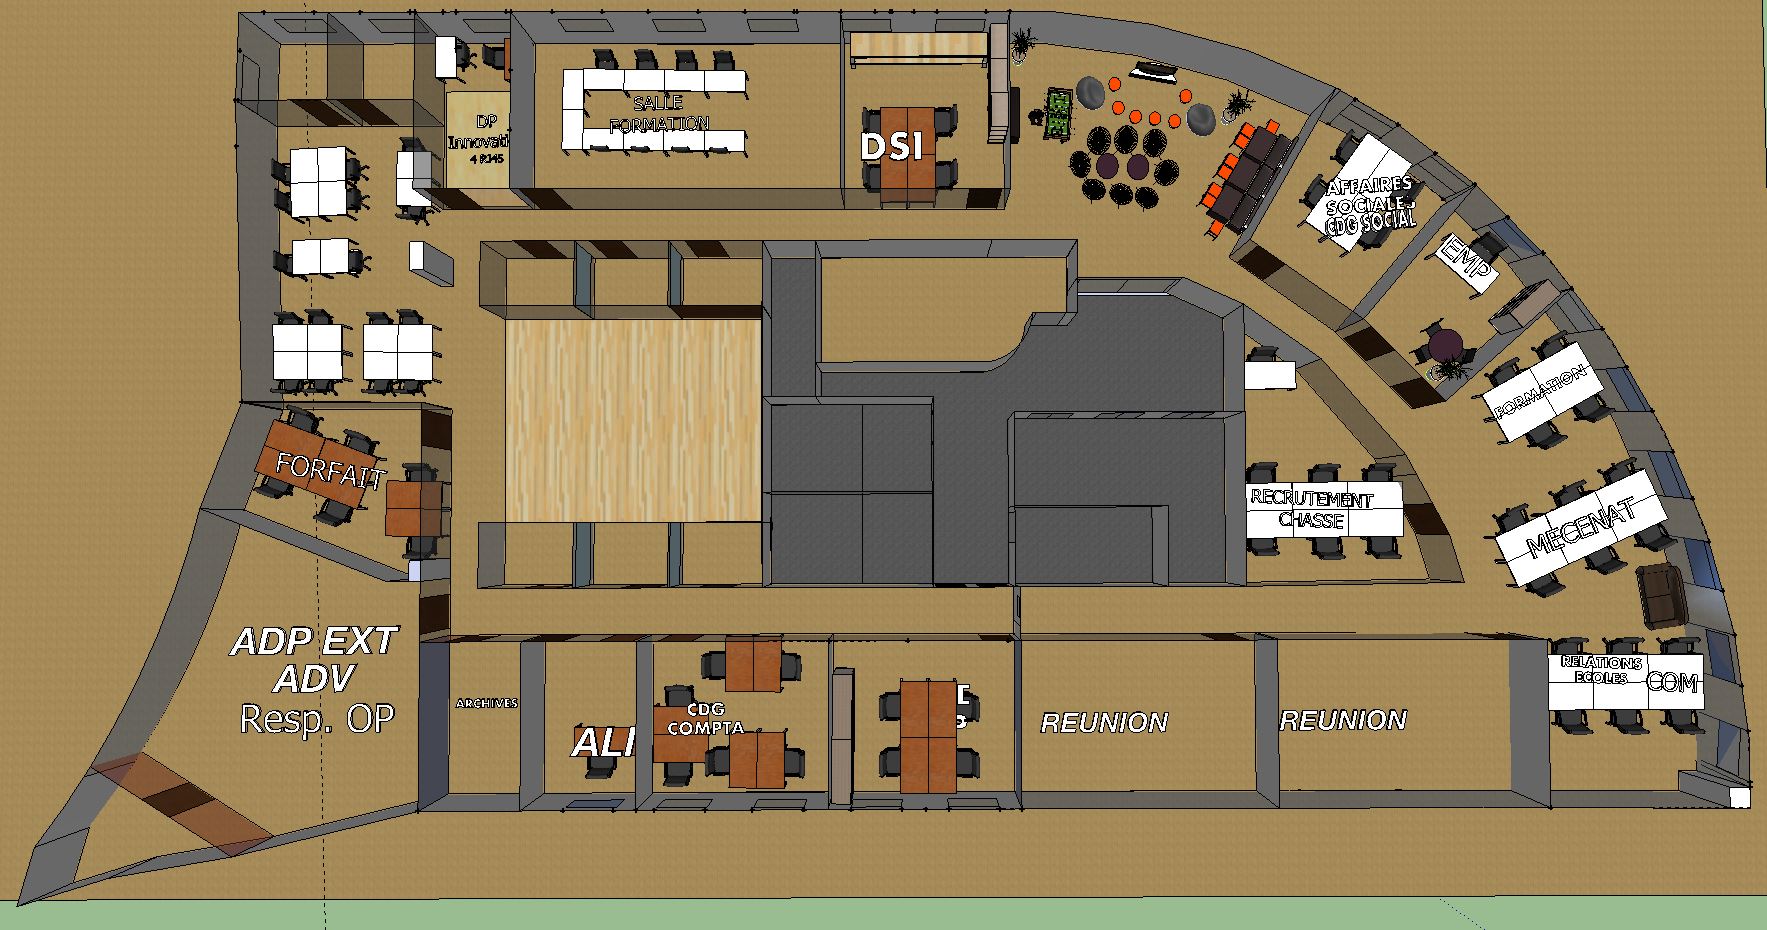 DP
Innovati
4 RJ45
SALLE
FORMATION
DSI
AFFAIRES
SOCIALES
CDG SOCIAL
EMP
FORMATION
FORFAIT
RECRUTEMENT
CHASSE
MECENAT
ADP EXT
ADV
Resp. OP
ARCHIVES
ALI
CDG
COMPTA
REUNION
REUNION
RELATIONS
ECOLES
COM